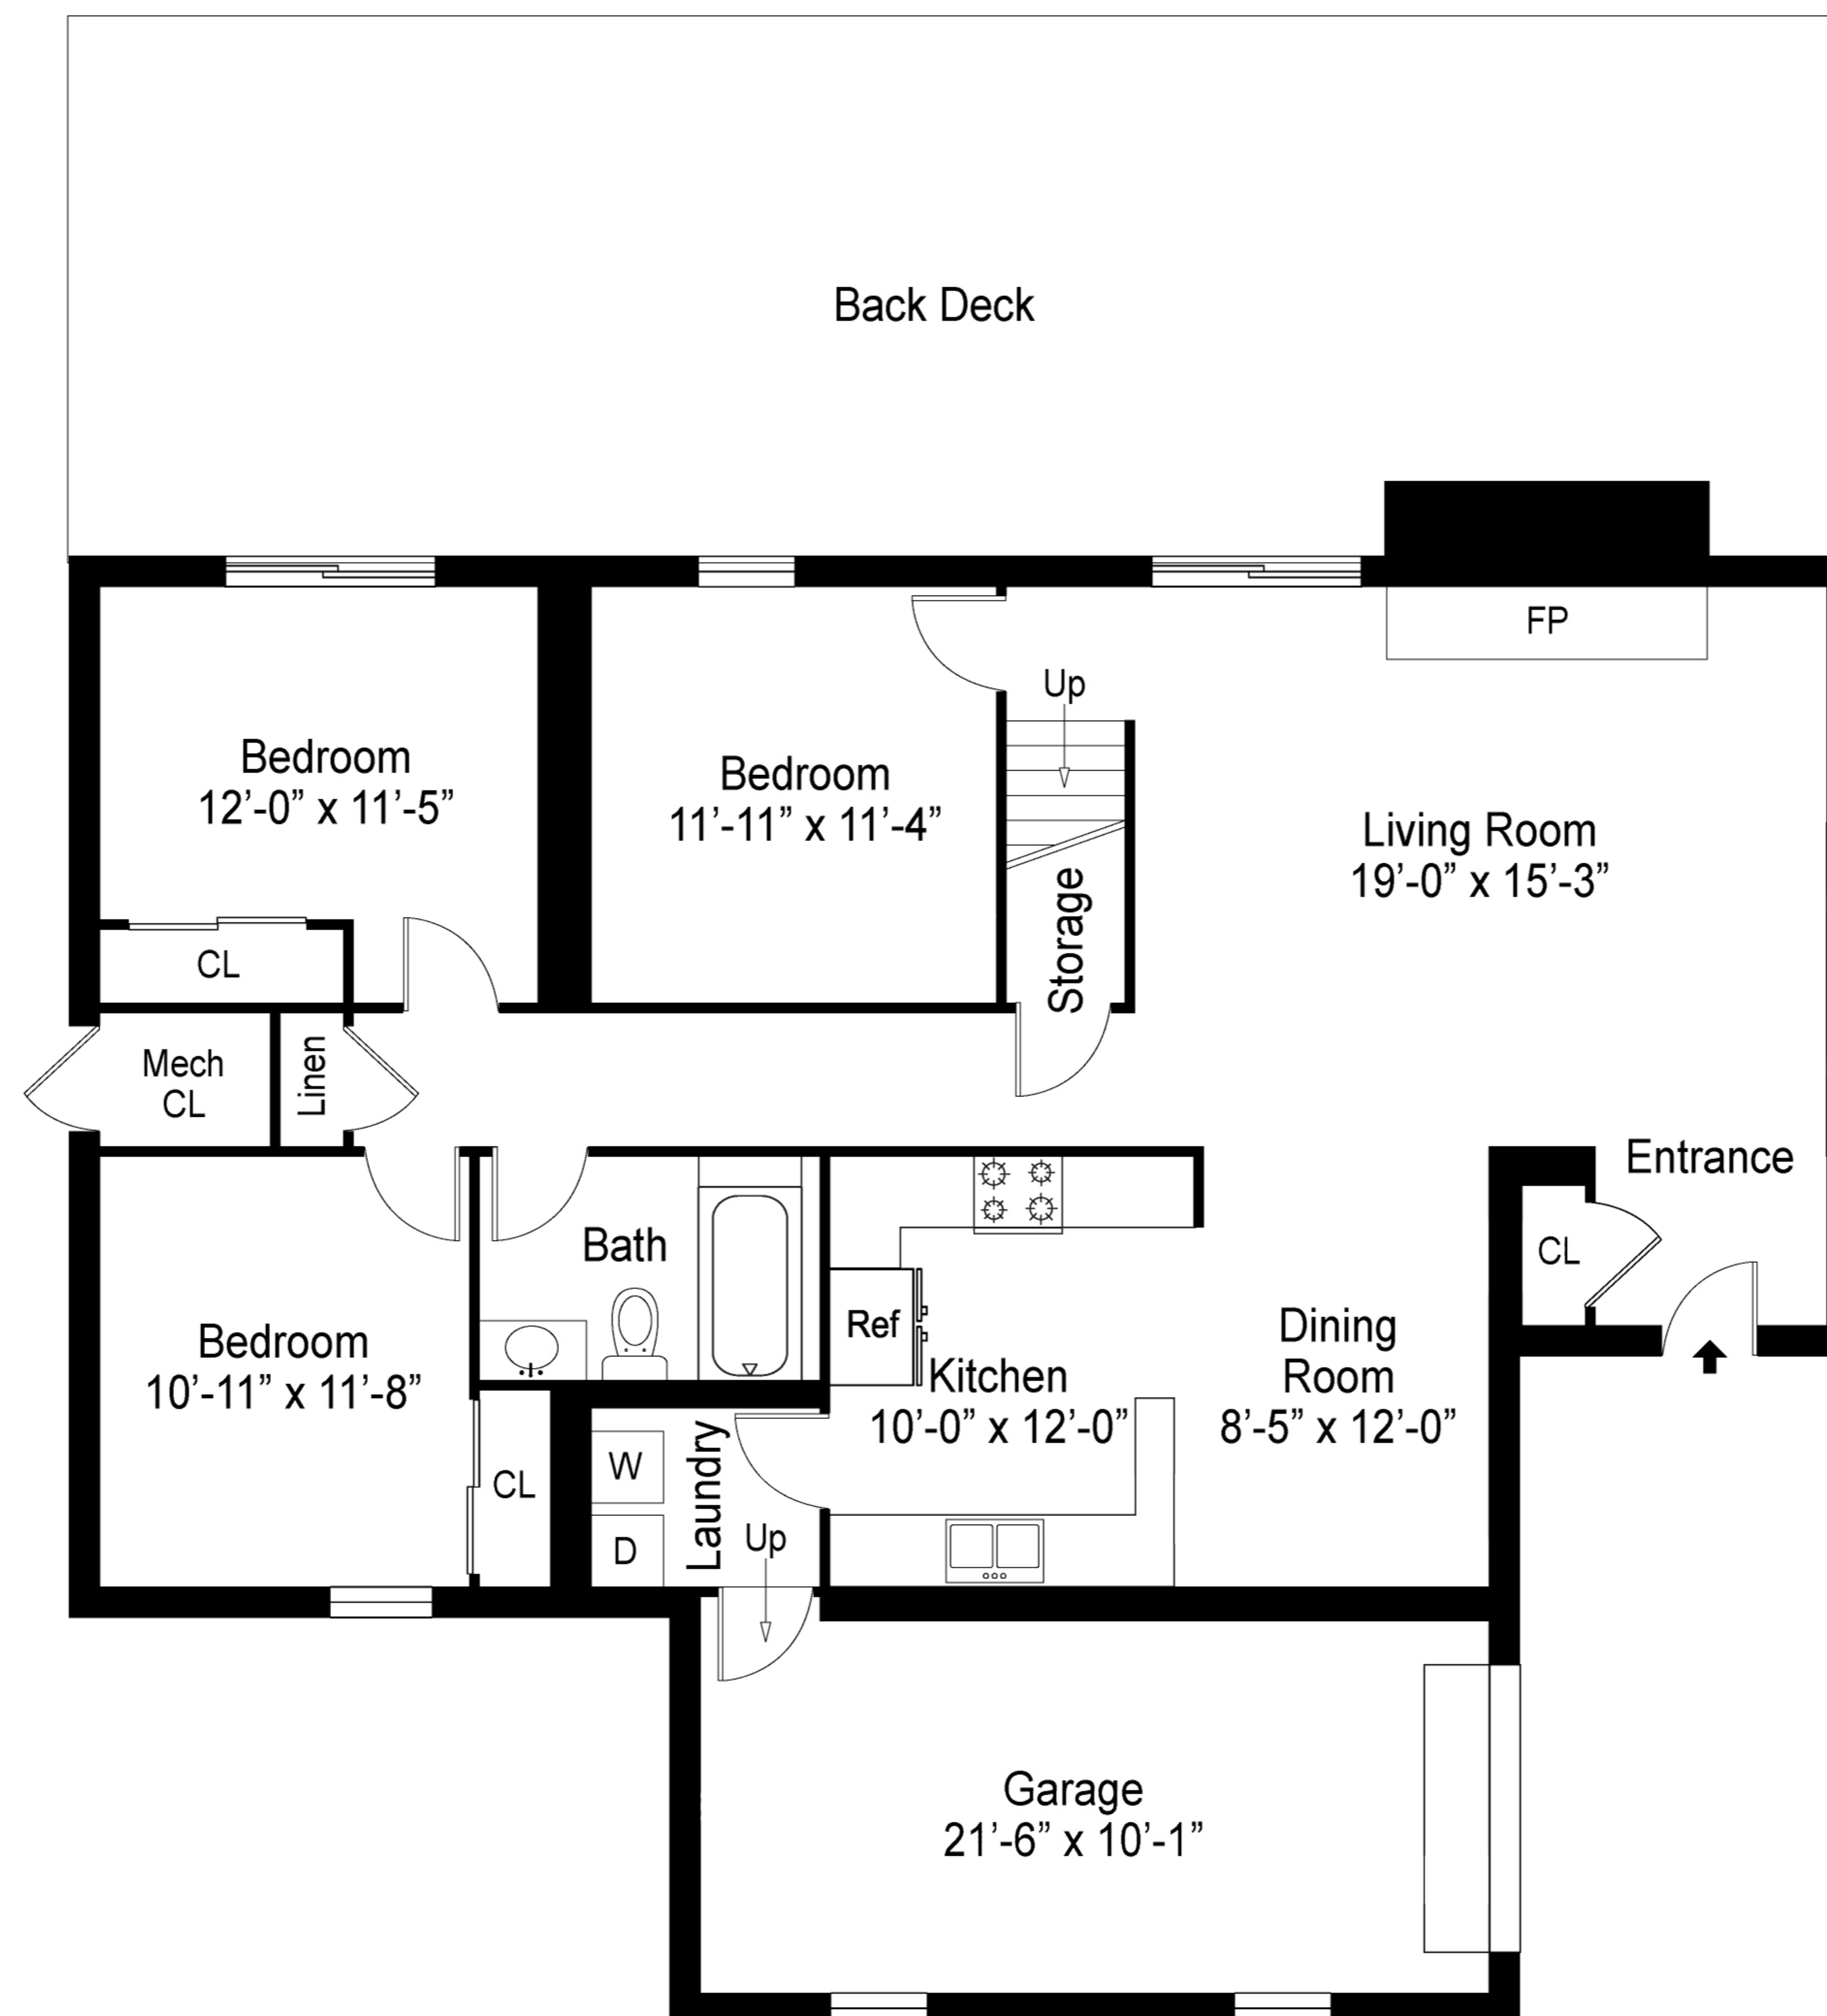 Back Deck
FP
Up
Bedroom
12’-0” x 11’-5”
Bedroom
11’-11” x 11’-4”
Living Room
19’-0” x 15’-3”
Storage
CL
Mech
CL
Linen
Entrance
Bath
CL
Bedroom
10’-11” x 11’-8”
Ref
Kitchen
10’-0” x 12’-0”
Dining
Room
8’-5” x 12’-0”
CL
W
D
Laundry
Up
Garage
21’-6” x 10’-1”